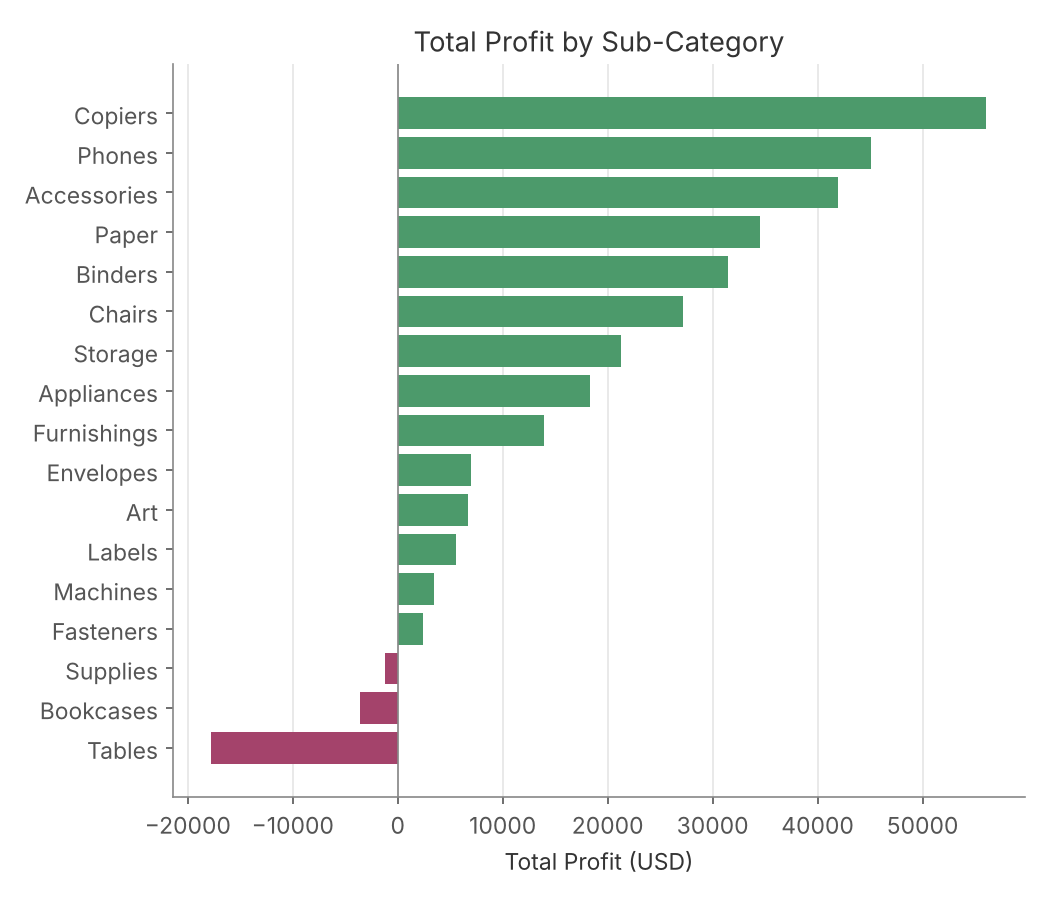 Total Profit by Sub-Category
Copiers
Phones
Accessories
Paper
Binders
Chairs
Storage
Appliances
Furnishings
Envelopes
Art
Labels
Machines
Fasteners
Supplies
Bookcases
Tables
−20000 −10000 0 10000 20000 30000 40000 50000
Total Profit (USD)